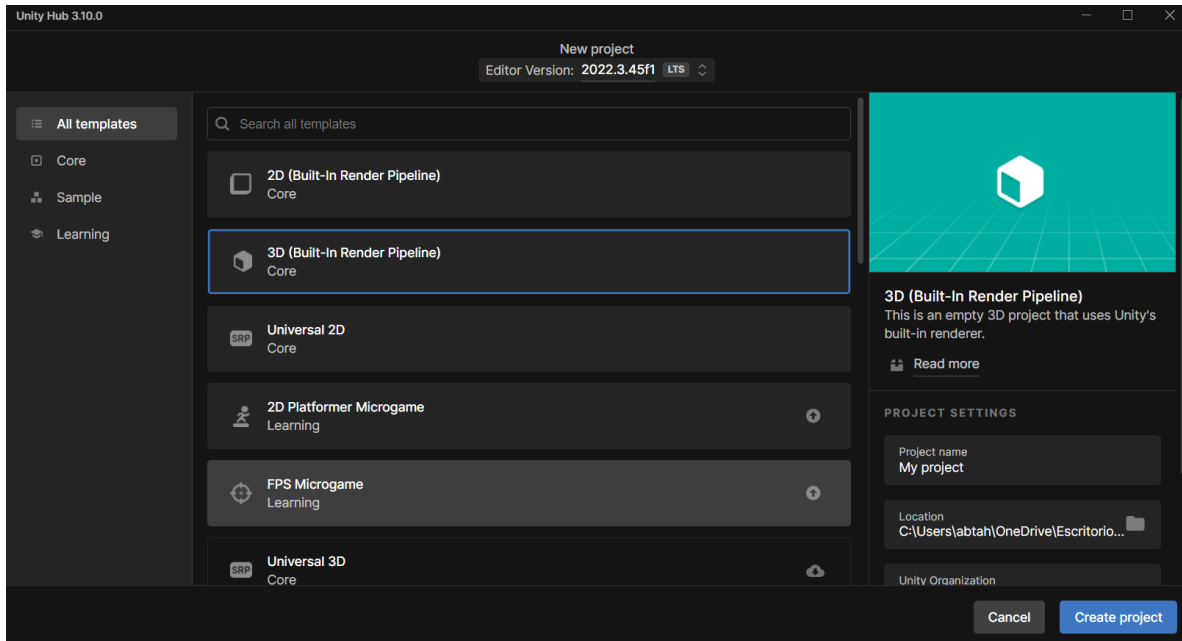 Unity Hub 3.10.0
New project
Editor Version: 2022.3.45f1 LTS
All templates
Core
Sample
Learning
Search all templates
2D (Built-In Render Pipeline)
Core
3D (Built-In Render Pipeline)
Core
SRP
Universal 2D
Core
2D Platformer Microgame
Learning
FPS Microgame
Learning
SRP
Universal 3D
Core
3D (Built-In Render Pipeline)
This is an empty 3D project that uses Unity's
built-in renderer.
Read more
PROJECT SETTINGS
Project name
My project
Location
C:\Users\abtah\OneDrive\Escritorio...
Unity Organization
Cancel
Create project